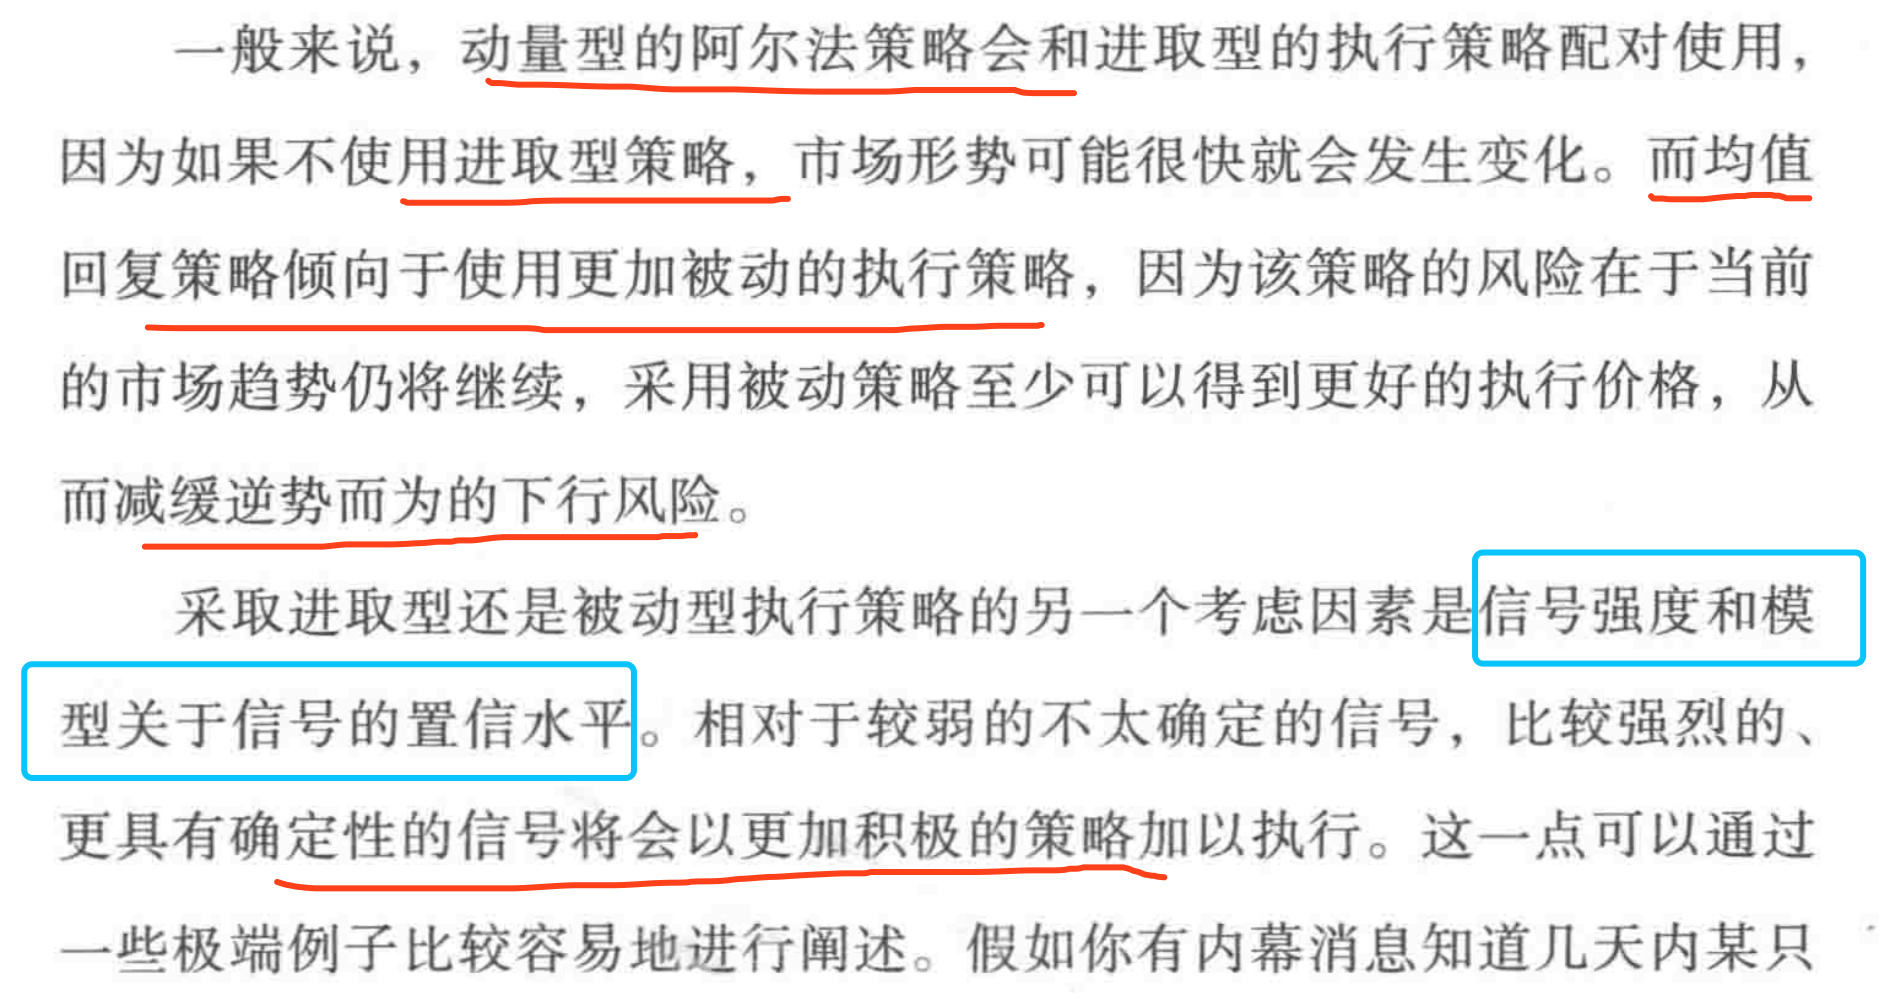 一般来说，动量型的阿尔法策略会和进取型的执行策略配对使用，
因为如果不使用进取型策略，市场形势可能很快就会发生变化。而均值
回复策略倾向于使用更加被动的执行策略，因为该策略的风险在于当前
的市场趋势仍将继续，采用被动策略至少可以得到更好的执行价格，从
而减缓逆势而为的下行风险。
采取进取型还是被动型执行策略的另一个考虑因素是信号强度和模
型关于信号的置信水平。相对于较弱的不太确定的信号，比较强烈的、
更具有确定性的信号将会以更加积极的策略加以执行。这一点可以通过
一些极端例子比较容易地进行阐述。假如你有内幕消息知道几天内某只